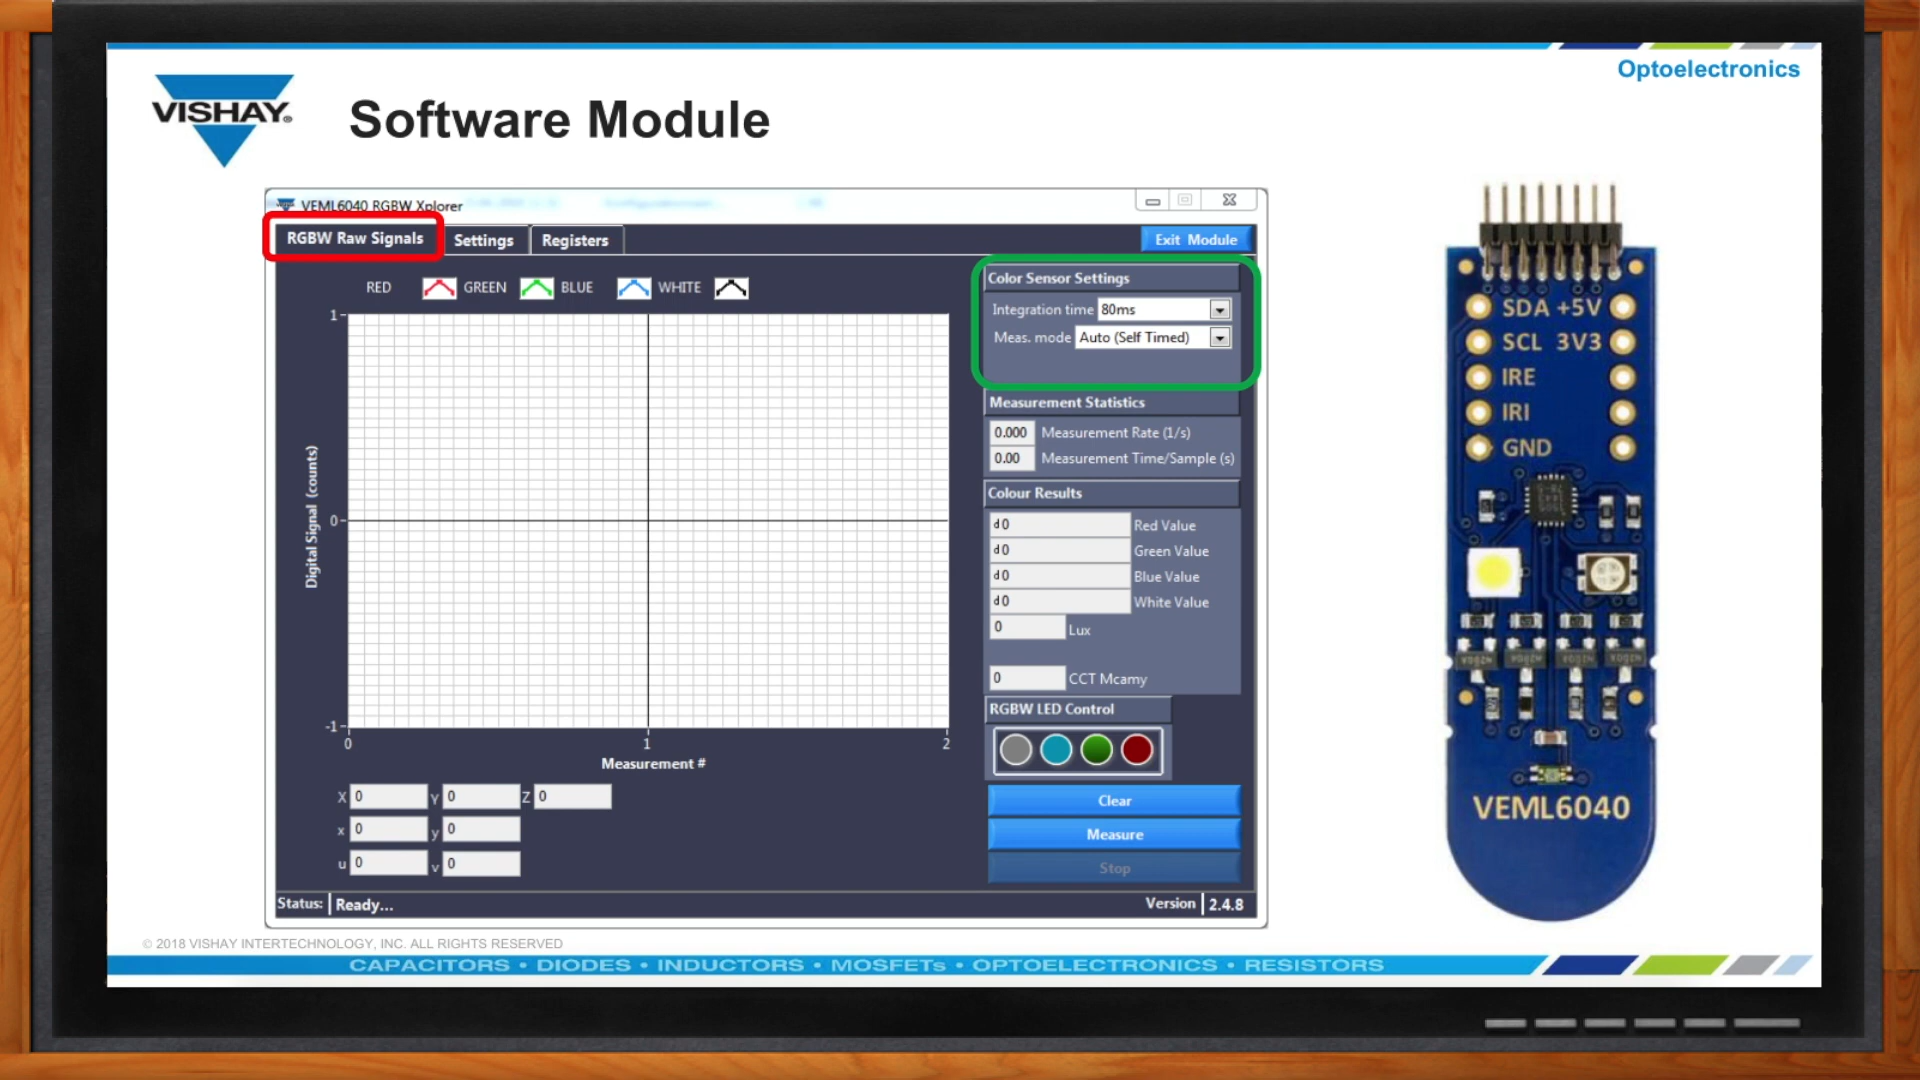 Optoelectronics
VISHAY®
Software Module
VEML6040 RGBW Xplorer
RGBW Raw Signals Settings Registers Exit Module
RED GREEN BLUE WHITE
1
0
-1
Digital Signal (counts)
0 1 2
Measurement #
X 0 Y 0 Z 0
x 0 y 0
u 0 v 0
Color Sensor Settings
Integration time 80ms
Meas. mode Auto (Self Timed)
Measurement Statistics
0.000 Measurement Rate (1/s)
0.00 Measurement Time/Sample (s)
Colour Results
d 0 Red Value
d 0 Green Value
d 0 Blue Value
d 0 White Value
0 Lux
0 CCT Mcamy
RGBW LED Control
Clear
Measure
Stop
Status: Ready...
Version 2.4.8
SDA +5V
SCL 3V3
IRE
IRI
GND
VEML6040
© 2018 VISHAY INTERTECHNOLOGY, INC. ALL RIGHTS RESERVED
CAPACITORS • DIODES • INDUCTORS • MOSFETs • OPTOELECTRONICS • RESISTORS